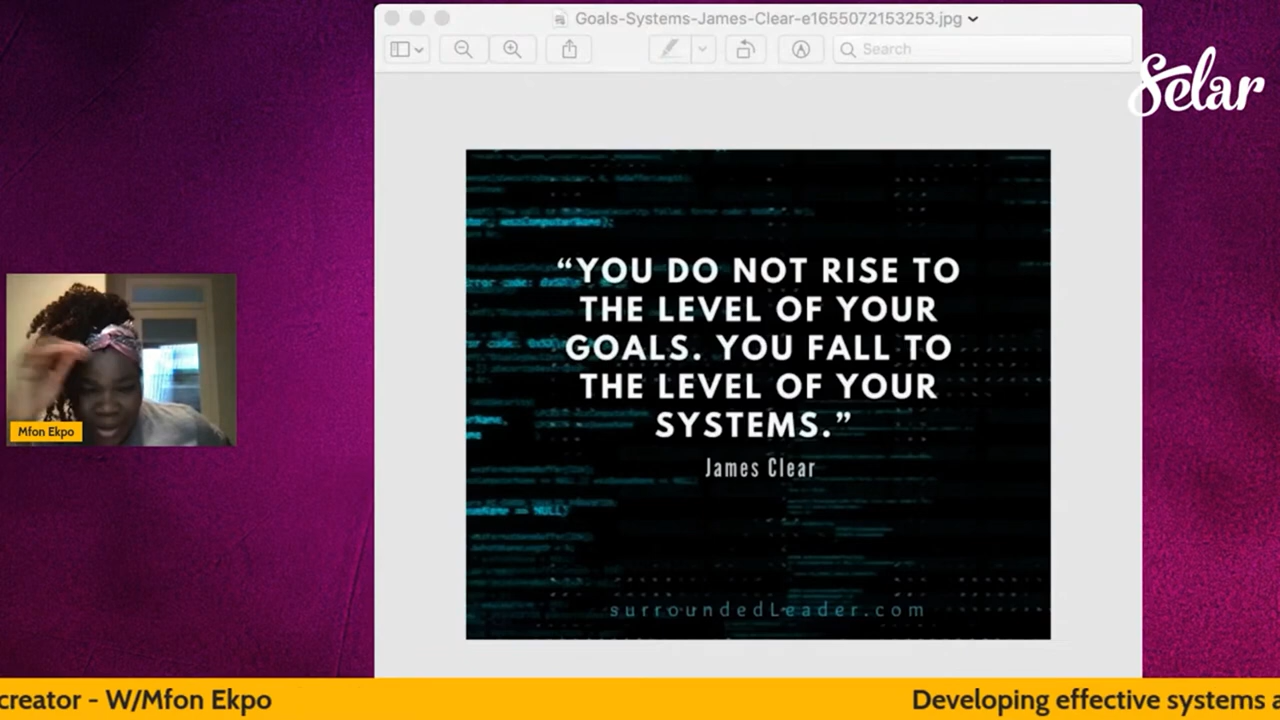 Goals-Systems-James-Clear-e1655072153253.jpg
Search
Selar
“YOU DO NOT RISE TO
THE LEVEL OF YOUR
GOALS. YOU FALL TO
THE LEVEL OF YOUR
SYSTEMS.”
James Clear
surroundedLeader.com
Mfon Ekpo
creator - W/Mfon Ekpo
Developing effective systems a